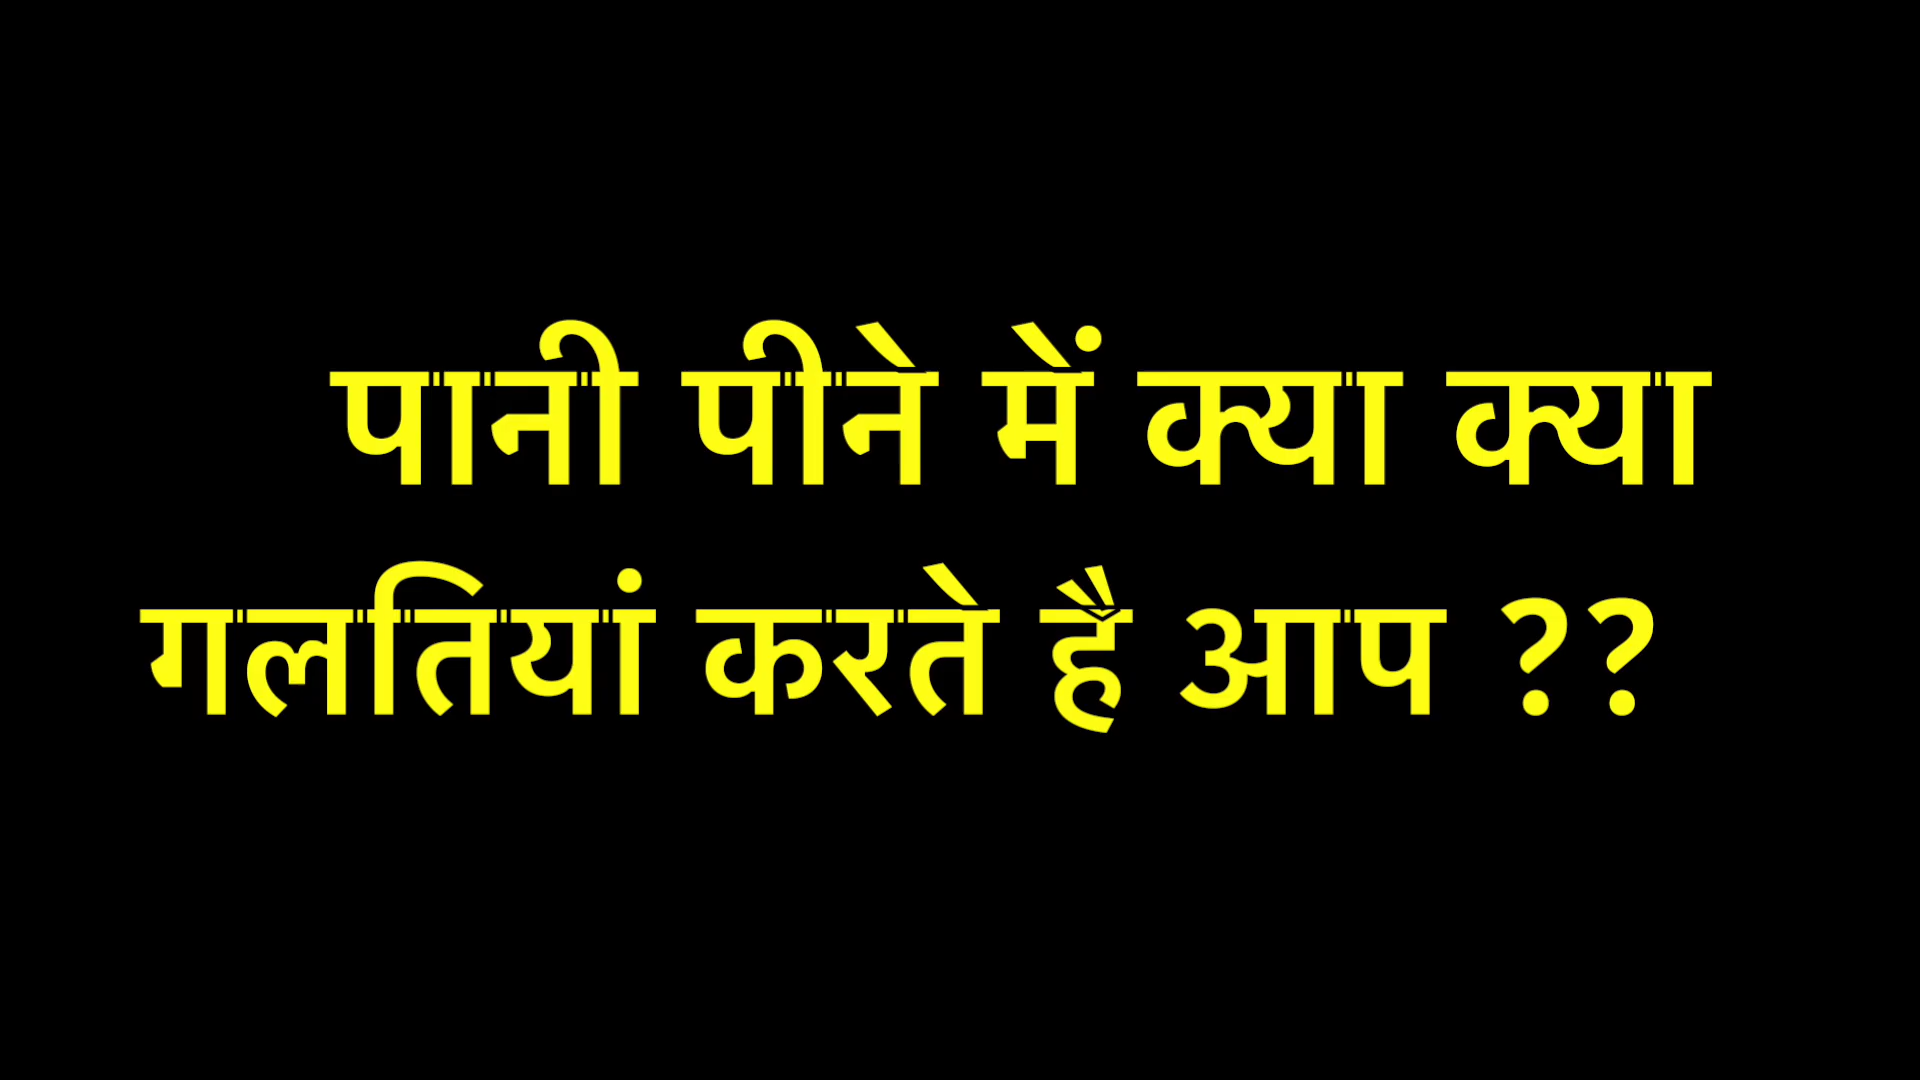 पानी पीने में क्या क्या
गलतियां करते है आप ??